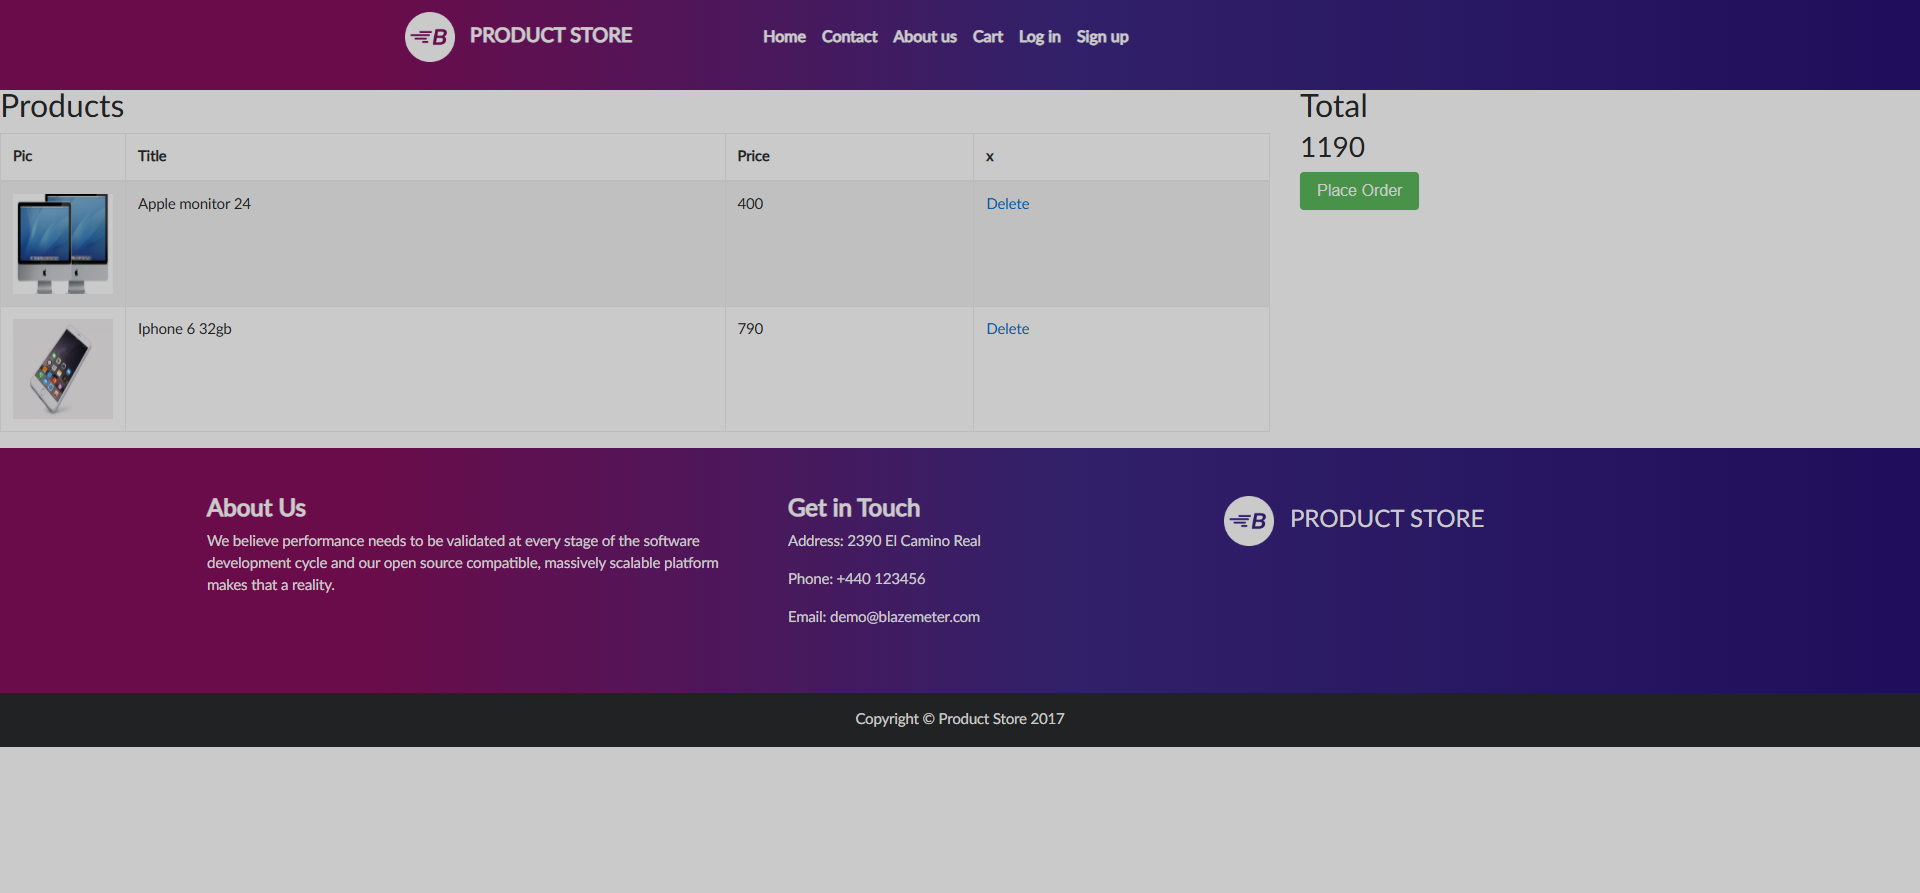 B PRODUCT STORE Home Contact About us Cart Log in Sign up
Products
Pic Title Price x
Apple monitor 24 400 Delete
Iphone 6 32gb 790 Delete
Total
1190
Place Order
About Us
We believe performance needs to be validated at every stage of the software
development cycle and our open source compatible, massively scalable platform
makes that a reality.
Get in Touch
Address: 2390 El Camino Real
Phone: +440 123456
Email: demo@blazemeter.com
B PRODUCT STORE
Copyright © Product Store 2017